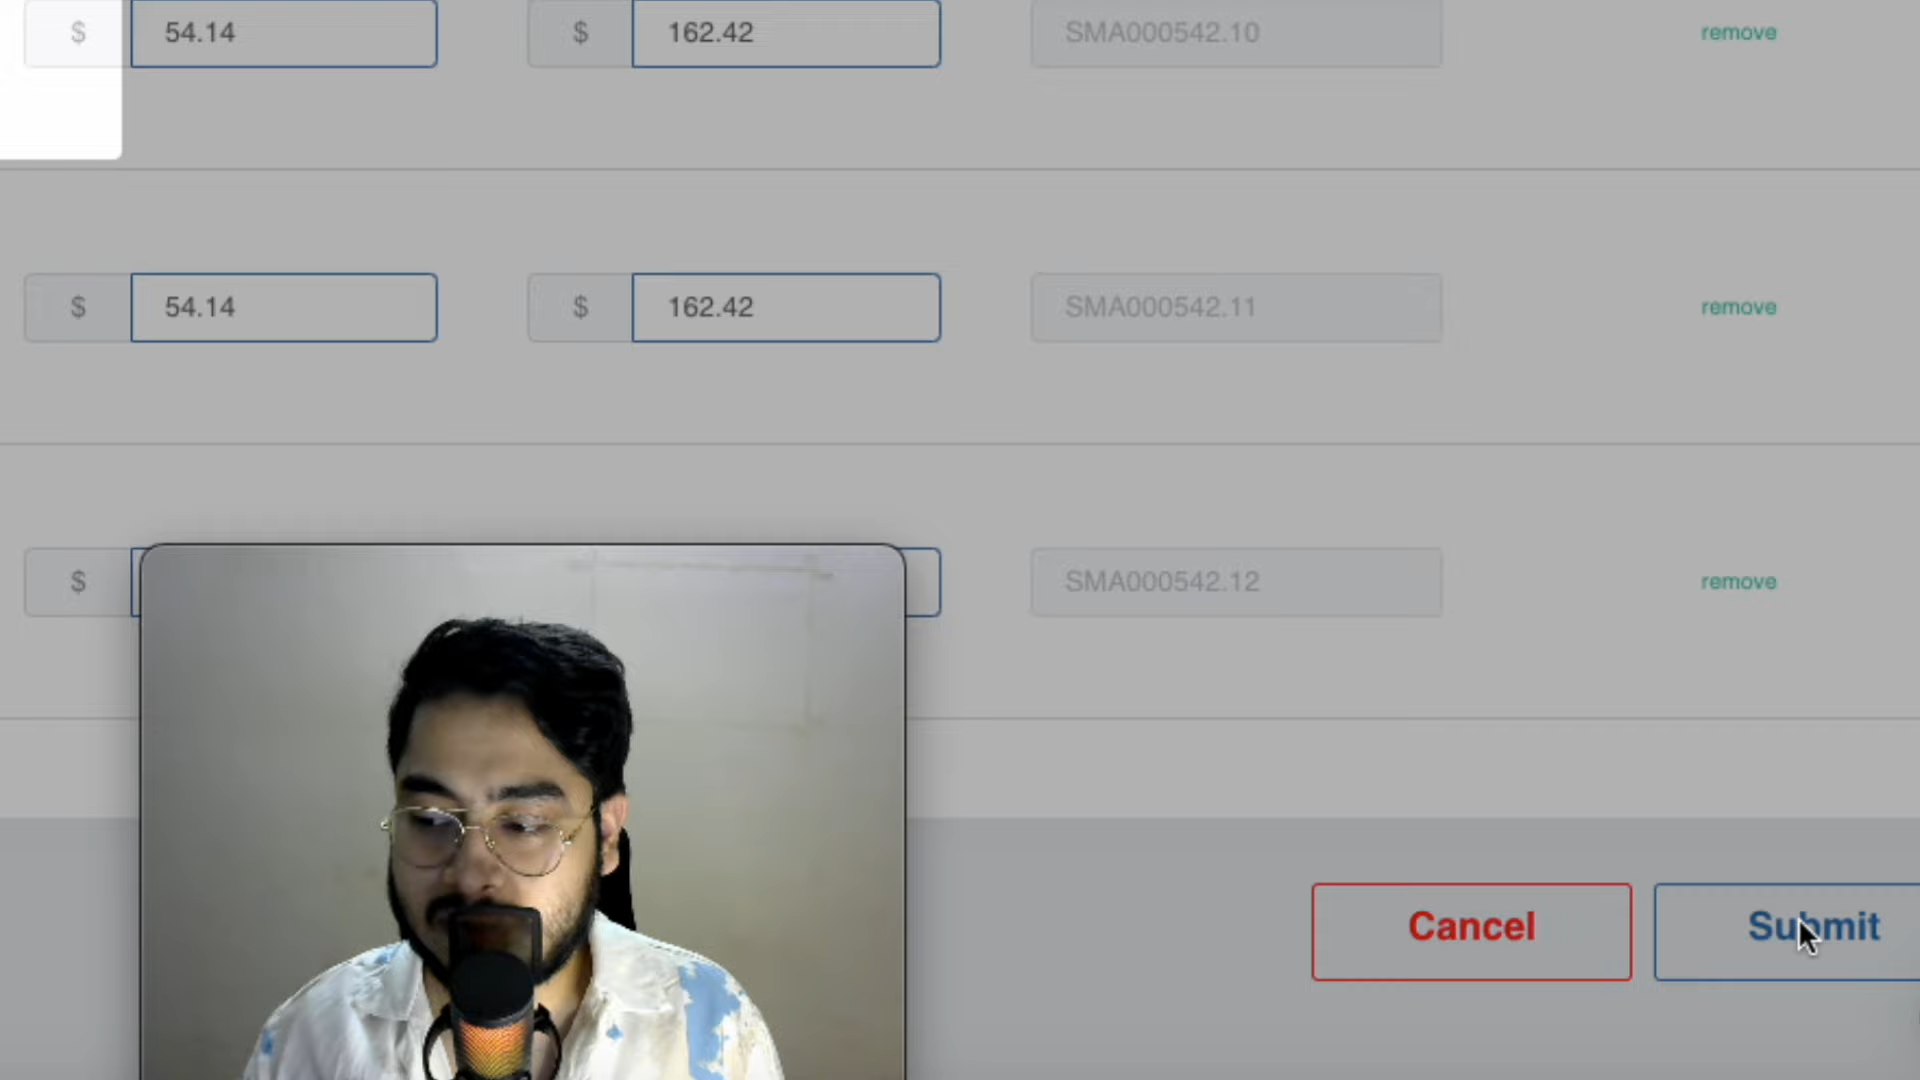 $ 54.14 $ 162.42 SMA000542.10 remove
$ 54.14 $ 162.42 SMA000542.11 remove
$ SMA000542.12 remove
Cancel Submit